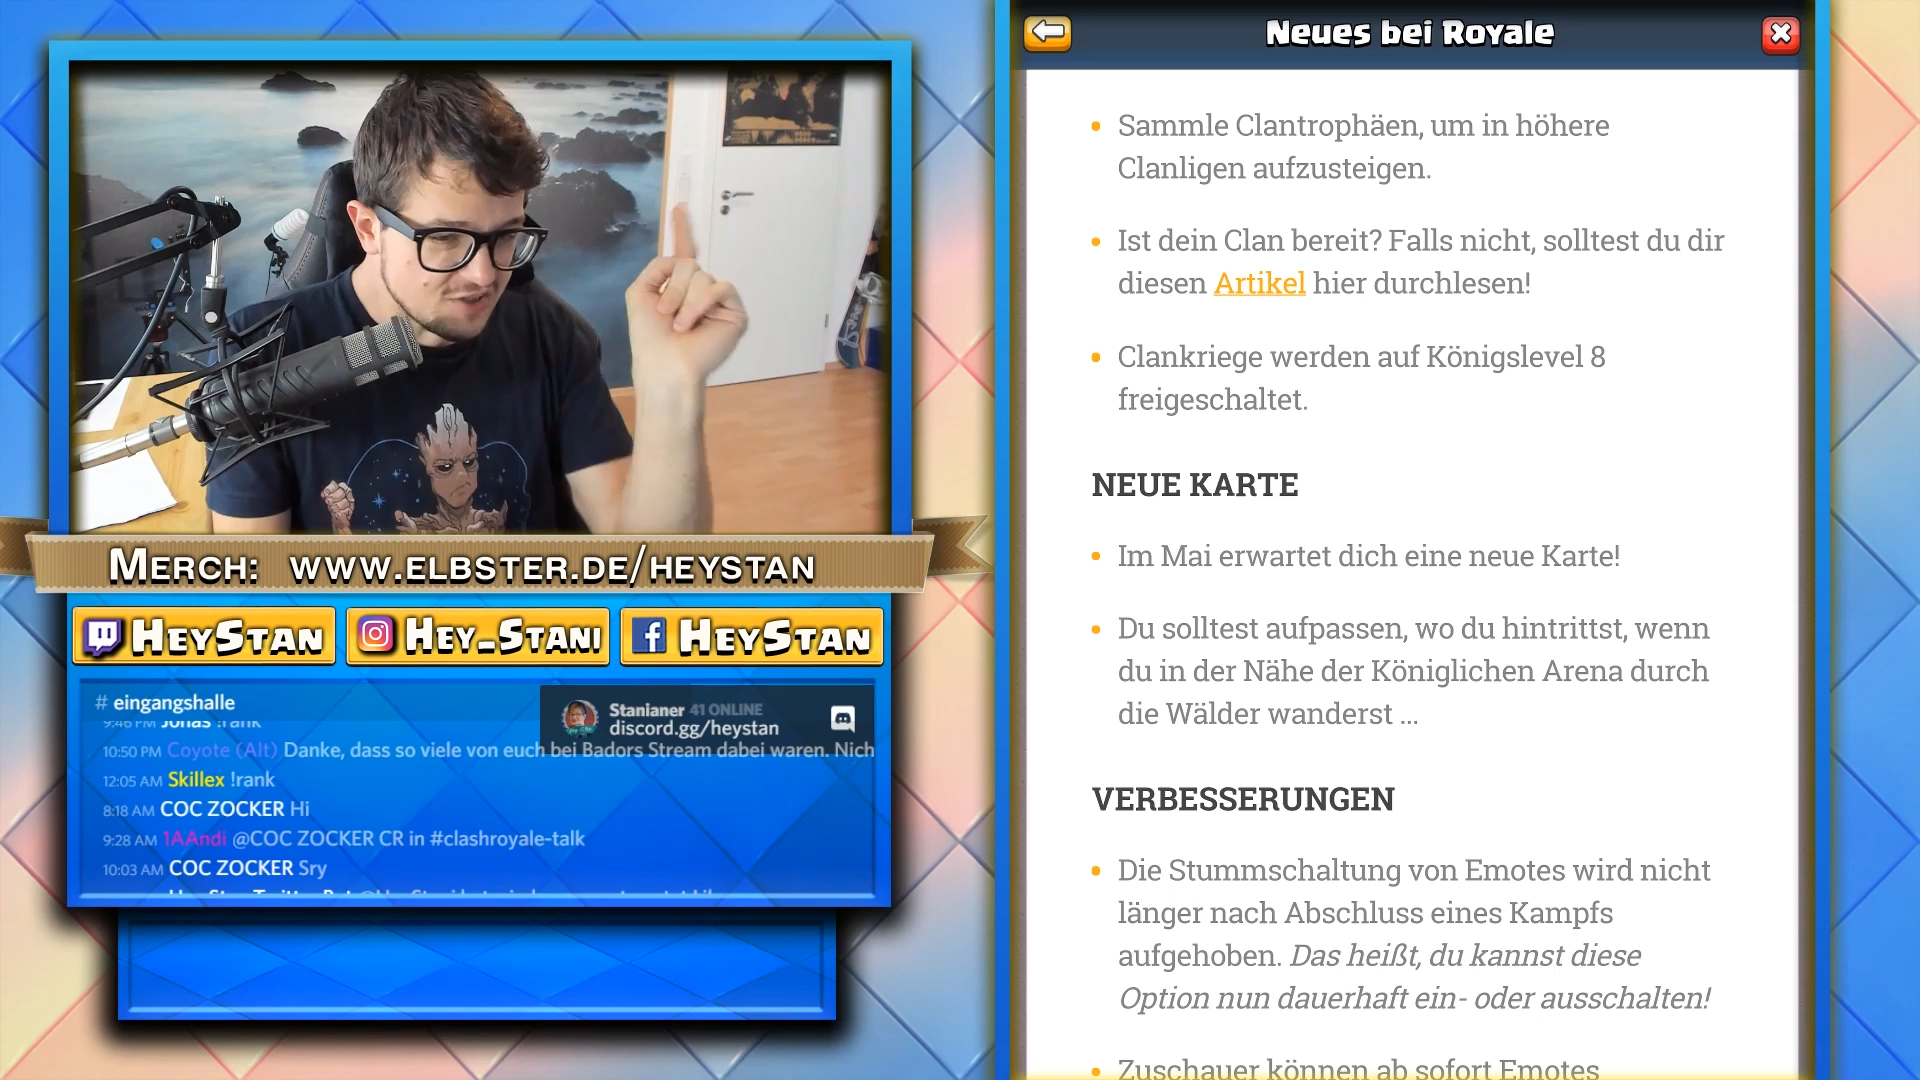 Neues bei Royale
Sammle Clantrophäen, um in höhere
Clanligen aufzusteigen.
Ist dein Clan bereit? Falls nicht, solltest du dir
diesen Artikel hier durchlesen!
Clankriege werden auf Königslevel 8
freigeschaltet.
NEUE KARTE
Im Mai erwartet dich eine neue Karte!
Du solltest aufpassen, wo du hintrittst, wenn
du in der Nähe der Königlichen Arena durch
die Wälder wanderst ...
VERBESSERUNGEN
Die Stummschaltung von Emotes wird nicht
länger nach Abschluss eines Kampfs
aufgehoben. Das heißt, du kannst diese
Option nun dauerhaft ein- oder ausschalten!
Zuschauer können ab sofort Emotes
MERCH: WWW.ELBSTER.DE/HEYSTAN
HEYSTAN
HEY_STANI
HEYSTAN
# eingangshalle
Stanianer 41 ONLINE
discord.gg/heystan
9:46 PM Jonas !rank
10:50 PM Coyote (Alt) Danke, dass so viele von euch bei Badors Stream dabei waren. Nich
12:05 AM Skillex !rank
8:18 AM COC ZOCKER Hi
9:28 AM 1AAndi @COC ZOCKER CR in #clashroyale-talk
10:03 AM COC ZOCKER Sry